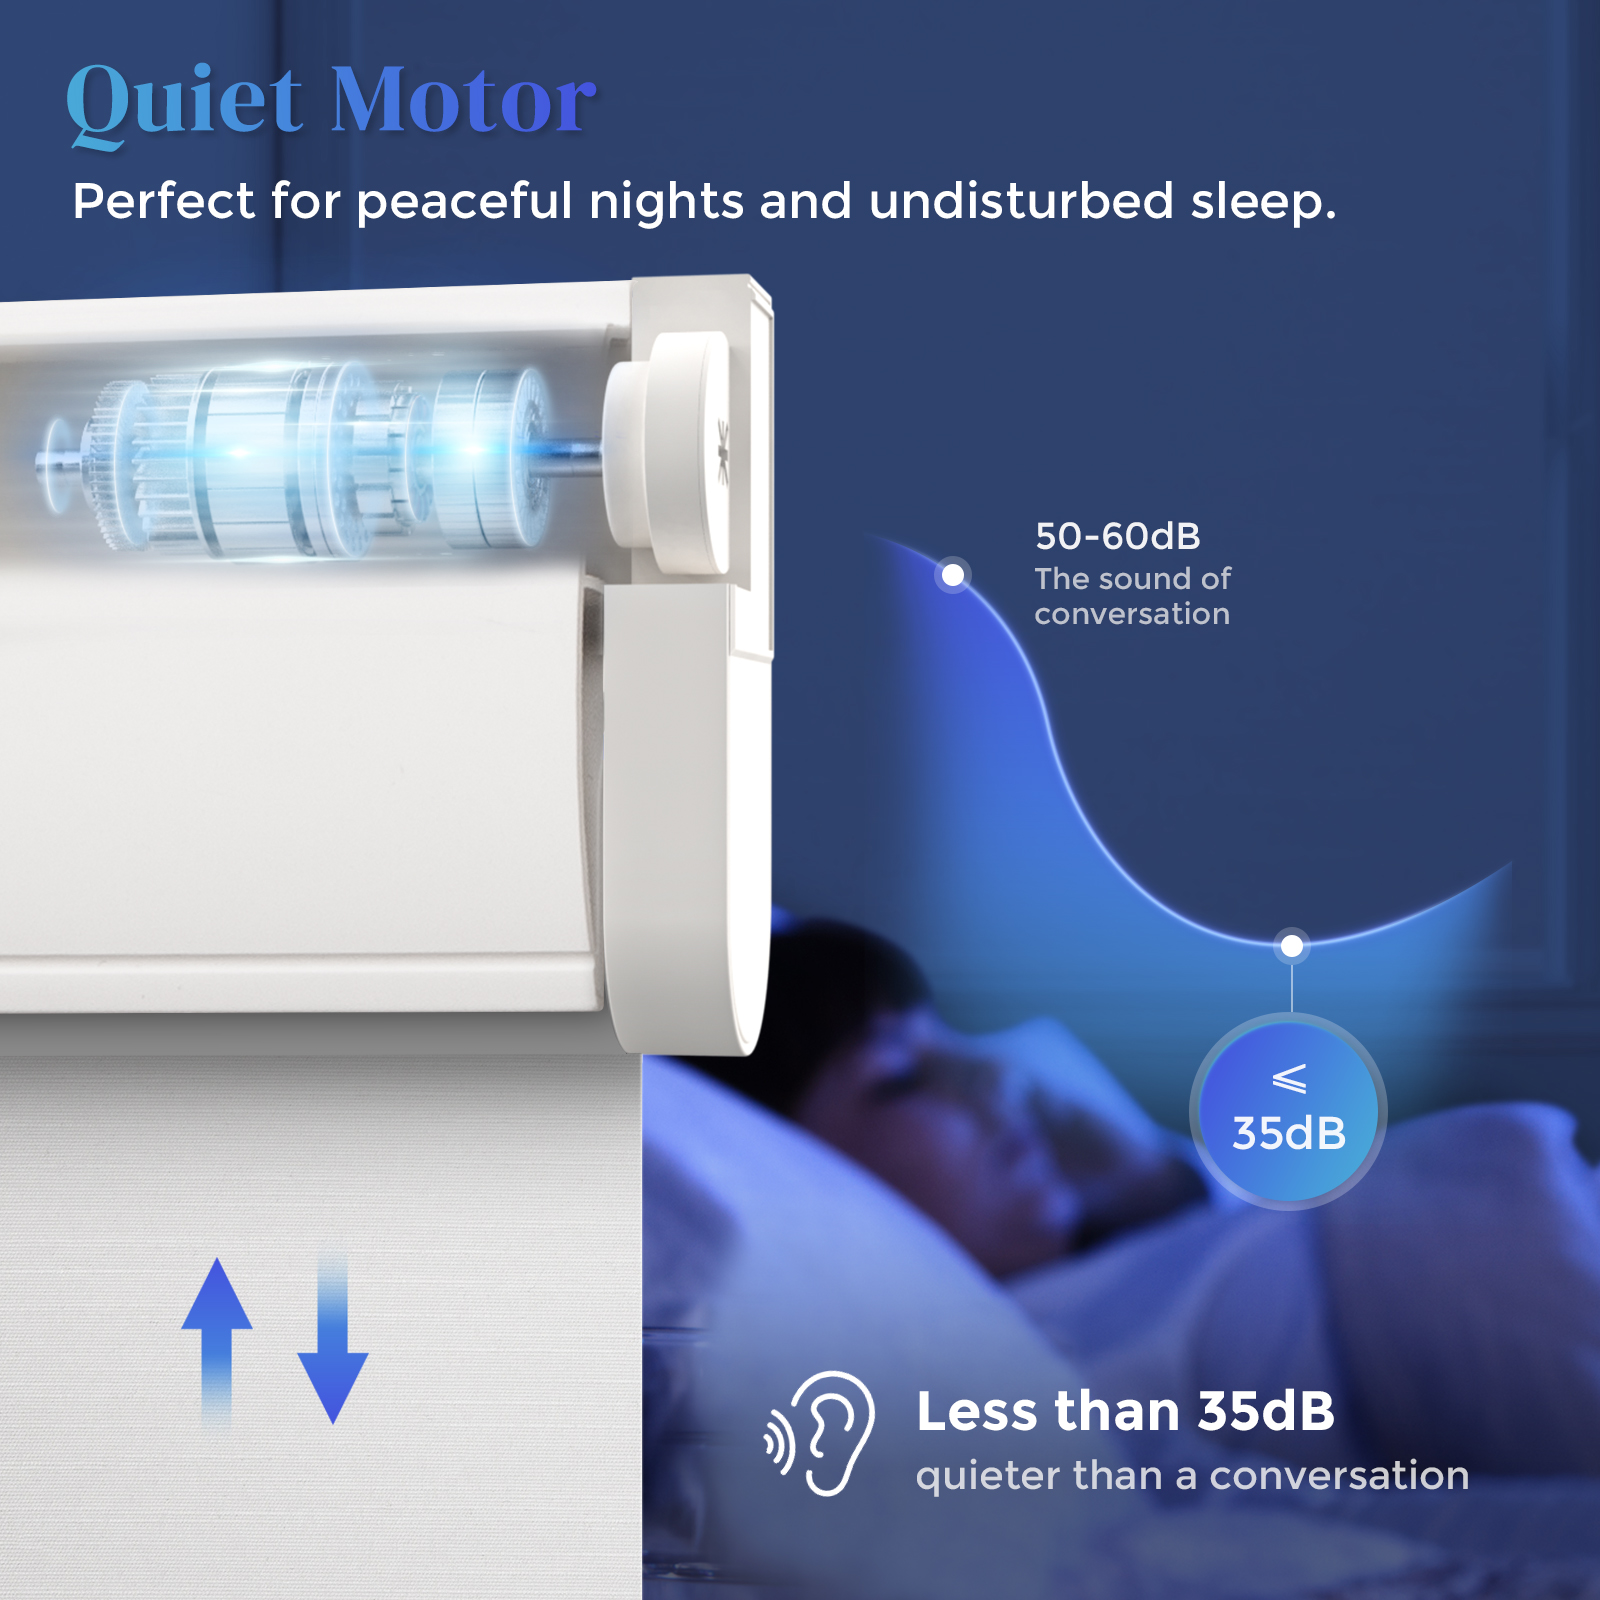 Quiet Motor
Perfect for peaceful nights and undisturbed sleep.
50-60dB
The sound of
conversation
⩽
35dB
Less than 35dB
quieter than a conversation